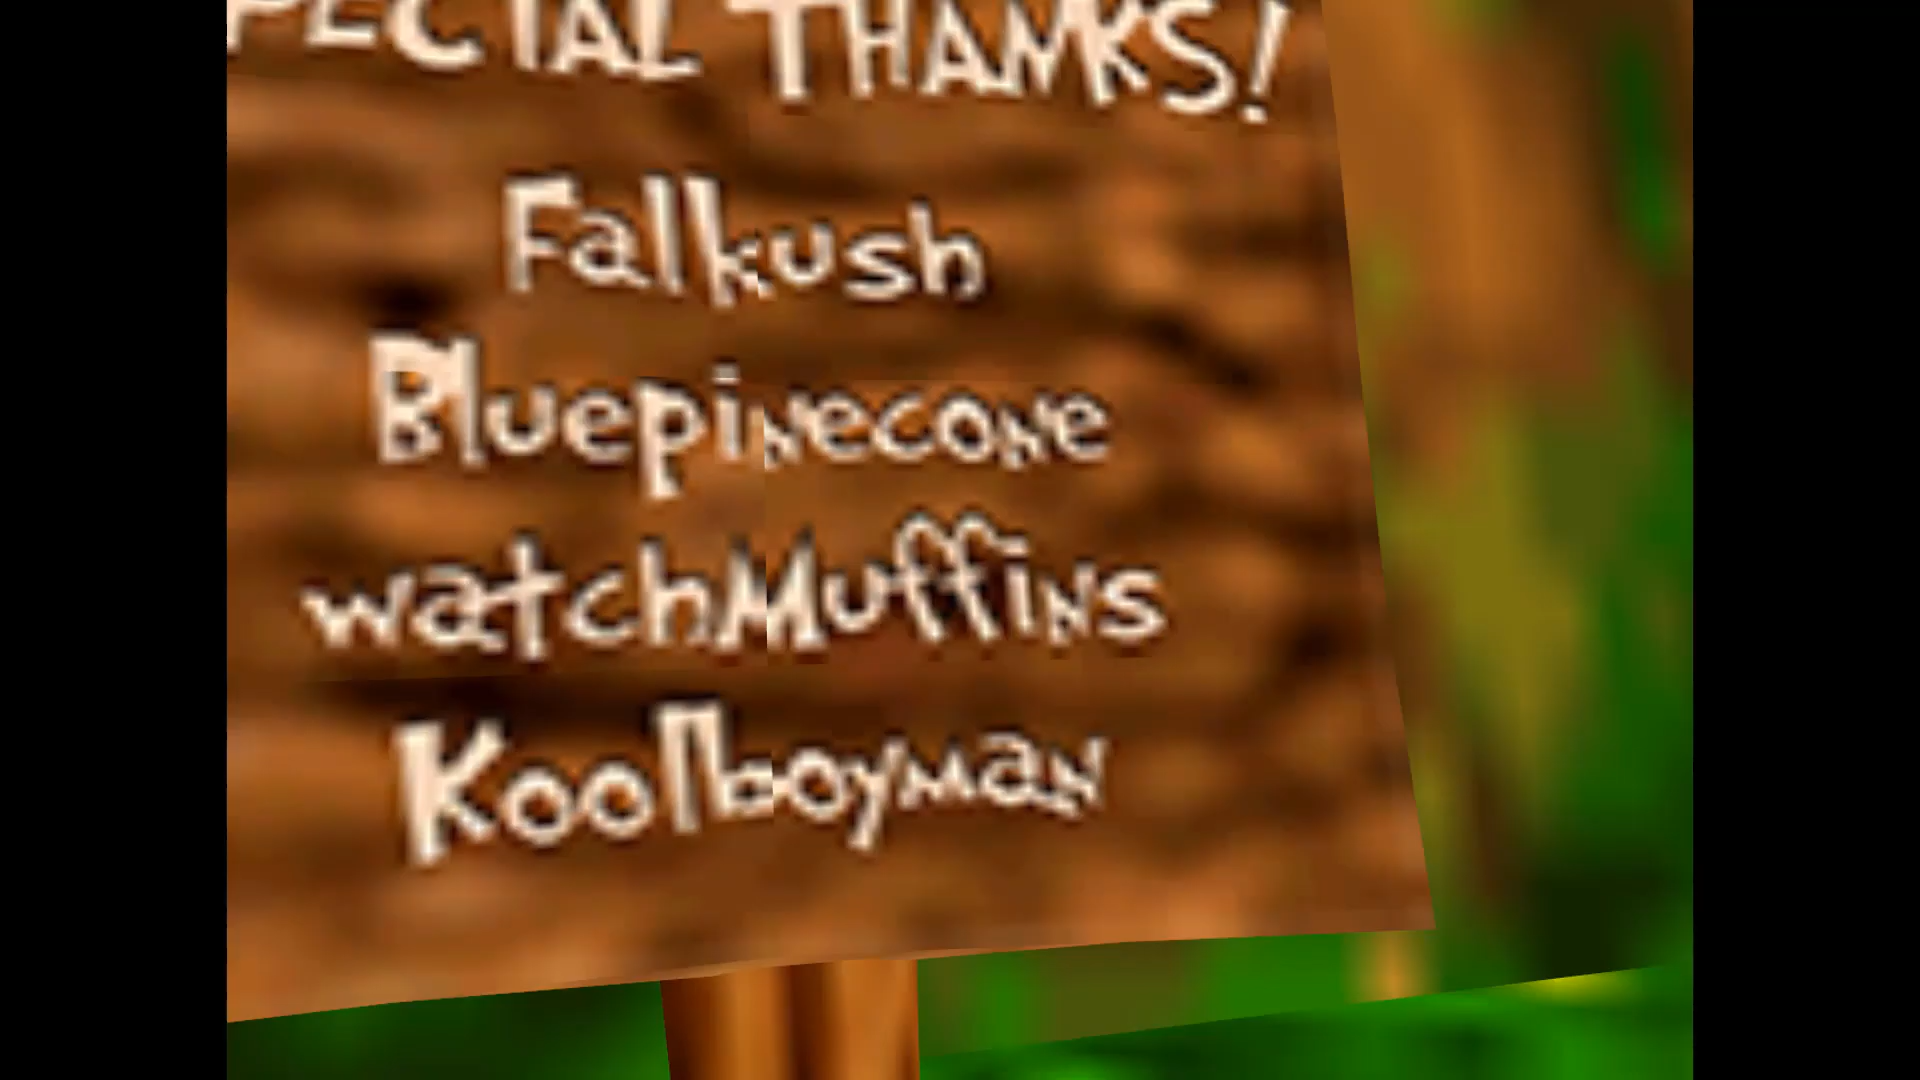 PECIAL THANKS!
Falkush
Bluepinecone
watchMuffins
Koolboyman